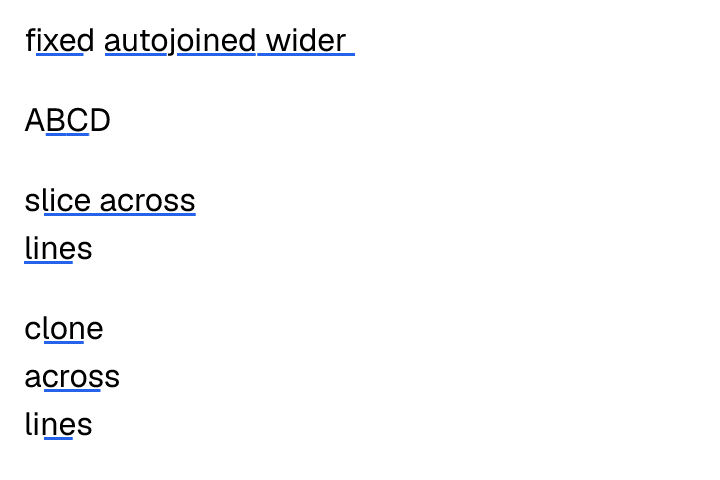 fixed autojoined wider
ABCD
slice across
lines
clone
across
lines